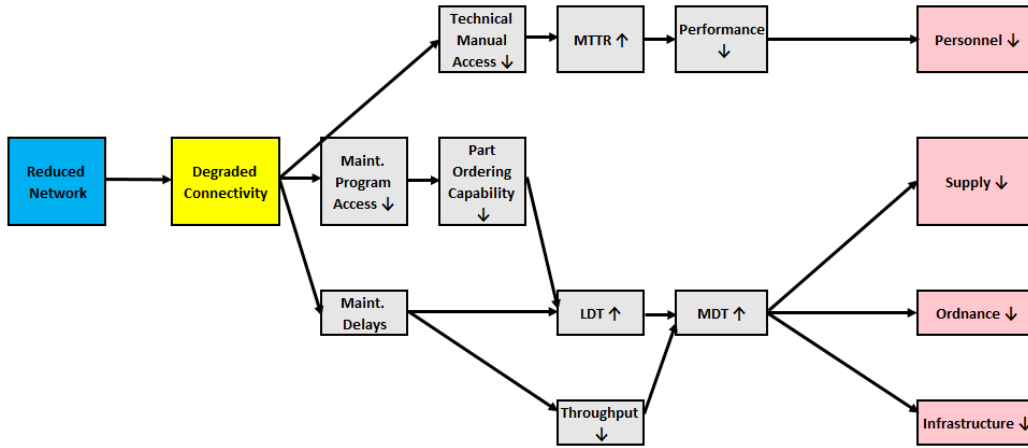 Technical
Manual
Access ↓
MTTR ↑
Performance
↓
Personnel ↓
Reduced
Network
Degraded
Connectivity
Maint.
Program
Access ↓
Part
Ordering
Capability
↓
Supply ↓
Maint.
Delays
LDT ↑
MDT ↑
Ordnance ↓
Throughput
↓
Infrastructure ↓